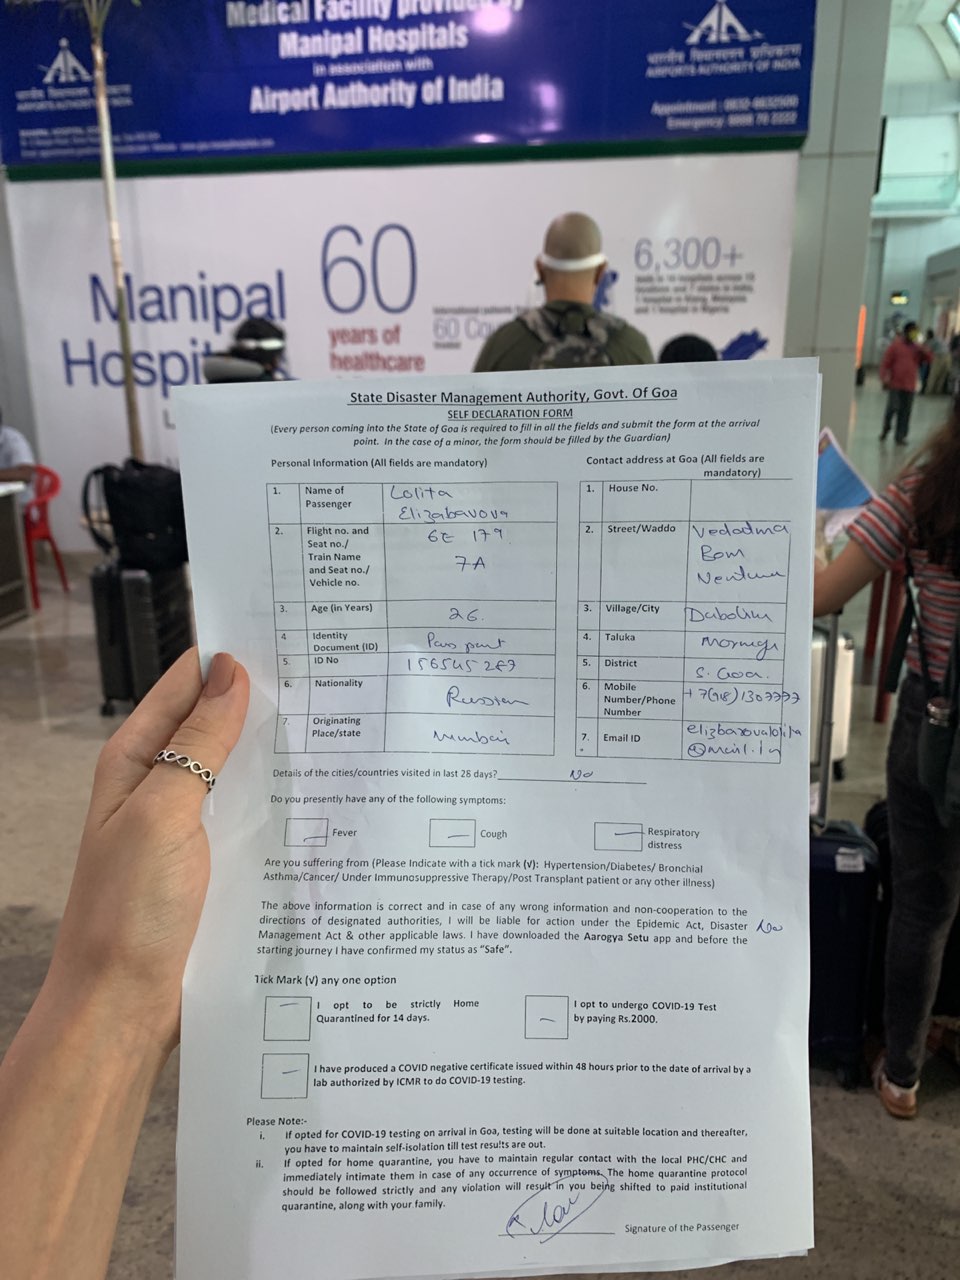 Medical Facility provided by
Manipal Hospitals
in association with
Airport Authority of India
AIRPORTS AUTHORITY OF INDIA
भारतीय विमानपत्तन प्राधिकरण
AIRPORTS AUTHORITY OF INDIA
Manipal
60
years of
healthcare
60
6,300+
State Disaster Management Authority, Govt. Of Goa
SELF DECLARATION FORM
(Every person coming into the State of Goa is required to fill in all the fields and submit the form at the arrival
point. In the case of a minor, the form should be filled by the Guardian)
Personal Information (All fields are mandatory)
1. Name of Passenger Lolita
2. Flight no. and Seat no./ Train Name and Seat no./ Vehicle no. 6E 179 7A
3. Age (in Years) 26.
4 Identity Document (ID) Passport
5. ID No
6. Nationality Russian
7. Originating Place/state Mumbai
Contact address at Goa (All fields are
mandatory)
1. House No.
2. Street/Waddo
3. Village/City Dabolim
4. Taluka
5. District S. Goa.
6. Mobile Number/Phone Number
7. Email ID
Details of the cities/countries visited in last 28 days? No
Do you presently have any of the following symptoms:
Fever Cough Respiratory distress
Are you suffering from (Please Indicate with a tick mark (√): Hypertension/Diabetes/ Bronchial
Asthma/Cancer/ Under Immunosuppressive Therapy/Post Transplant patient or any other illness)
The above information is correct and in case of any wrong information and non-cooperation to the
directions of designated authorities, I will be liable for action under the Epidemic Act, Disaster No
Management Act & other applicable laws. I have downloaded the Aarogya Setu app and before the
starting journey I have confirmed my status as "Safe".
Tick Mark (√) any one option
I opt to be strictly Home
Quarantined for 14 days.
I opt to undergo COVID-19 Test
by paying Rs.2000.
I have produced a COVID negative certificate issued within 48 hours prior to the date of arrival by a
lab authorized by ICMR to do COVID-19 testing.
Please Note:-
i. If opted for COVID-19 testing on arrival in Goa, testing will be done at suitable location and thereafter,
you have to maintain self-isolation till test results are out.
ii. If opted for home quarantine, you have to maintain regular contact with the local PHC/CHC and
immediately intimate them in case of any occurrence of symptoms. The home quarantine protocol
should be followed strictly and any violation will result in you being shifted to paid institutional
quarantine, along with your family.
Signature of the Passenger